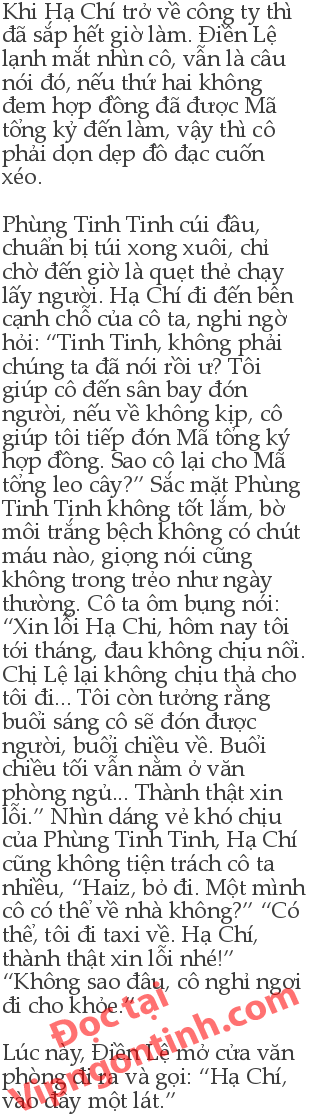 Khi Hạ Chí trở về công ty thì
đã sắp hết giờ làm. Điền Lệ
lạnh mắt nhìn cô, vẫn là câu
nói đó, nếu thứ hai không
đem hợp đồng đã được Mã
tổng kỷ đến làm, vậy thì cô
phải dọn dẹp đồ đạc cuốn
xéo.

Phùng Tinh Tinh cúi đầu,
chuẩn bị túi xong xuôi, chỉ
chờ đến giờ là quẹt thẻ chạy
lấy người. Hạ Chí đi đến bên
cạnh chỗ của cô ta, nghi ngờ
hỏi: “Tinh Tinh, không phải
chúng ta đã nói rồi ư? Tôi
giúp cô đến sân bay đón
người, nếu về không kịp, cô
giúp tôi tiếp đón Mã tổng ký
hợp đồng. Sao cô lại cho Mã
tổng leo cây?” Sắc mặt Phùng
Tinh Tinh không tốt lắm, bờ
môi trắng bệch không có chút
máu nào, giọng nói cũng
không trong trẻo như ngày
thường. Cô ta ôm bụng nói:
“Xin lỗi Hạ Chi, hôm nay tôi
tới tháng, đau không chịu nổi.
Chị Lệ lại không chịu thả cho
tôi đi... Tôi còn tưởng rằng
buổi sáng cô sẽ đón được
người, buổi chiều về. Buổi
chiều tối vẫn nằm ở văn
phòng ngủ... Thành thật xin
lỗi.” Nhìn dáng vẻ khó chịu
của Phùng Tinh Tinh, Hạ Chí
cũng không tiện trách cô ta
nhiều, “Haiz, bỏ đi. Một mình
cô có thể về nhà không?” “Có
thể, tôi đi taxi về. Hạ Chí,
thành thật xin lỗi nhé!”
“Không sao đâu, cô nghỉ ngơi
đi cho khỏe.“

Lúc này, Điền Lệ mở cửa văn
phòng đi ra và gọi: “Hạ Chí,
vào đây một lát.”
Đọc tại
Vipngontinh.com